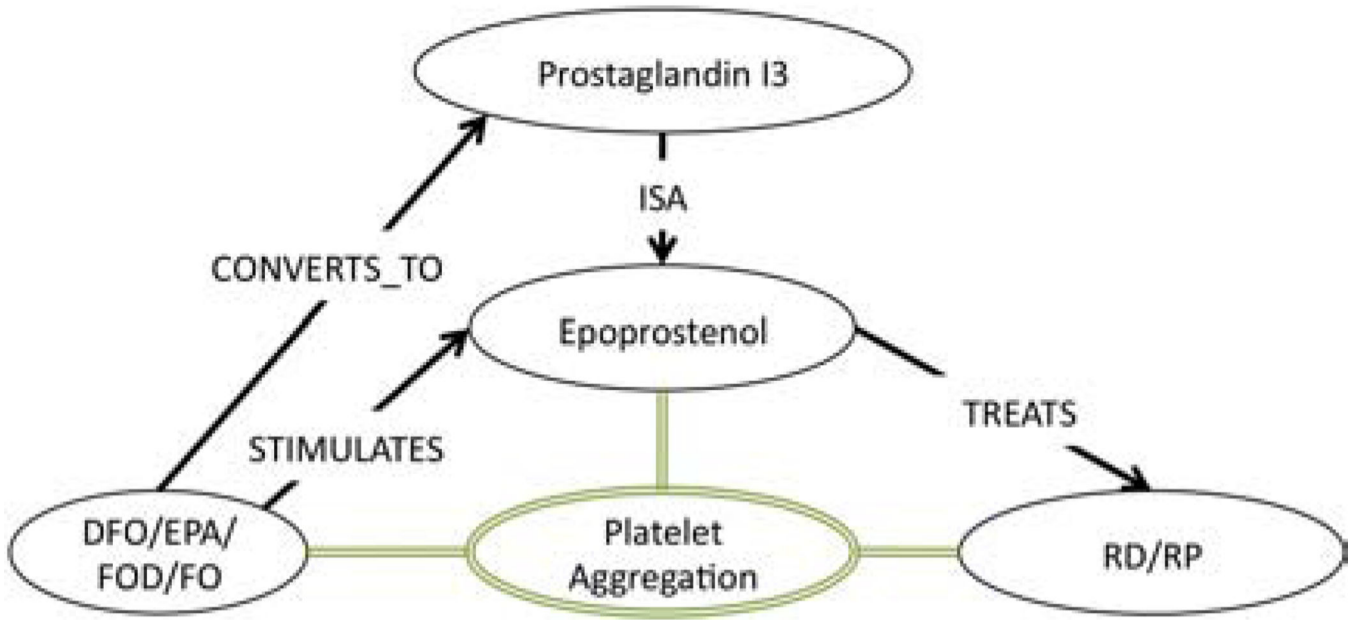 Prostaglandin I3
ISA
CONVERTS_TO
Epoprostenol
TREATS
STIMULATES
DFO/EPA/
FOD/FO
Platelet
Aggregation
RD/RP